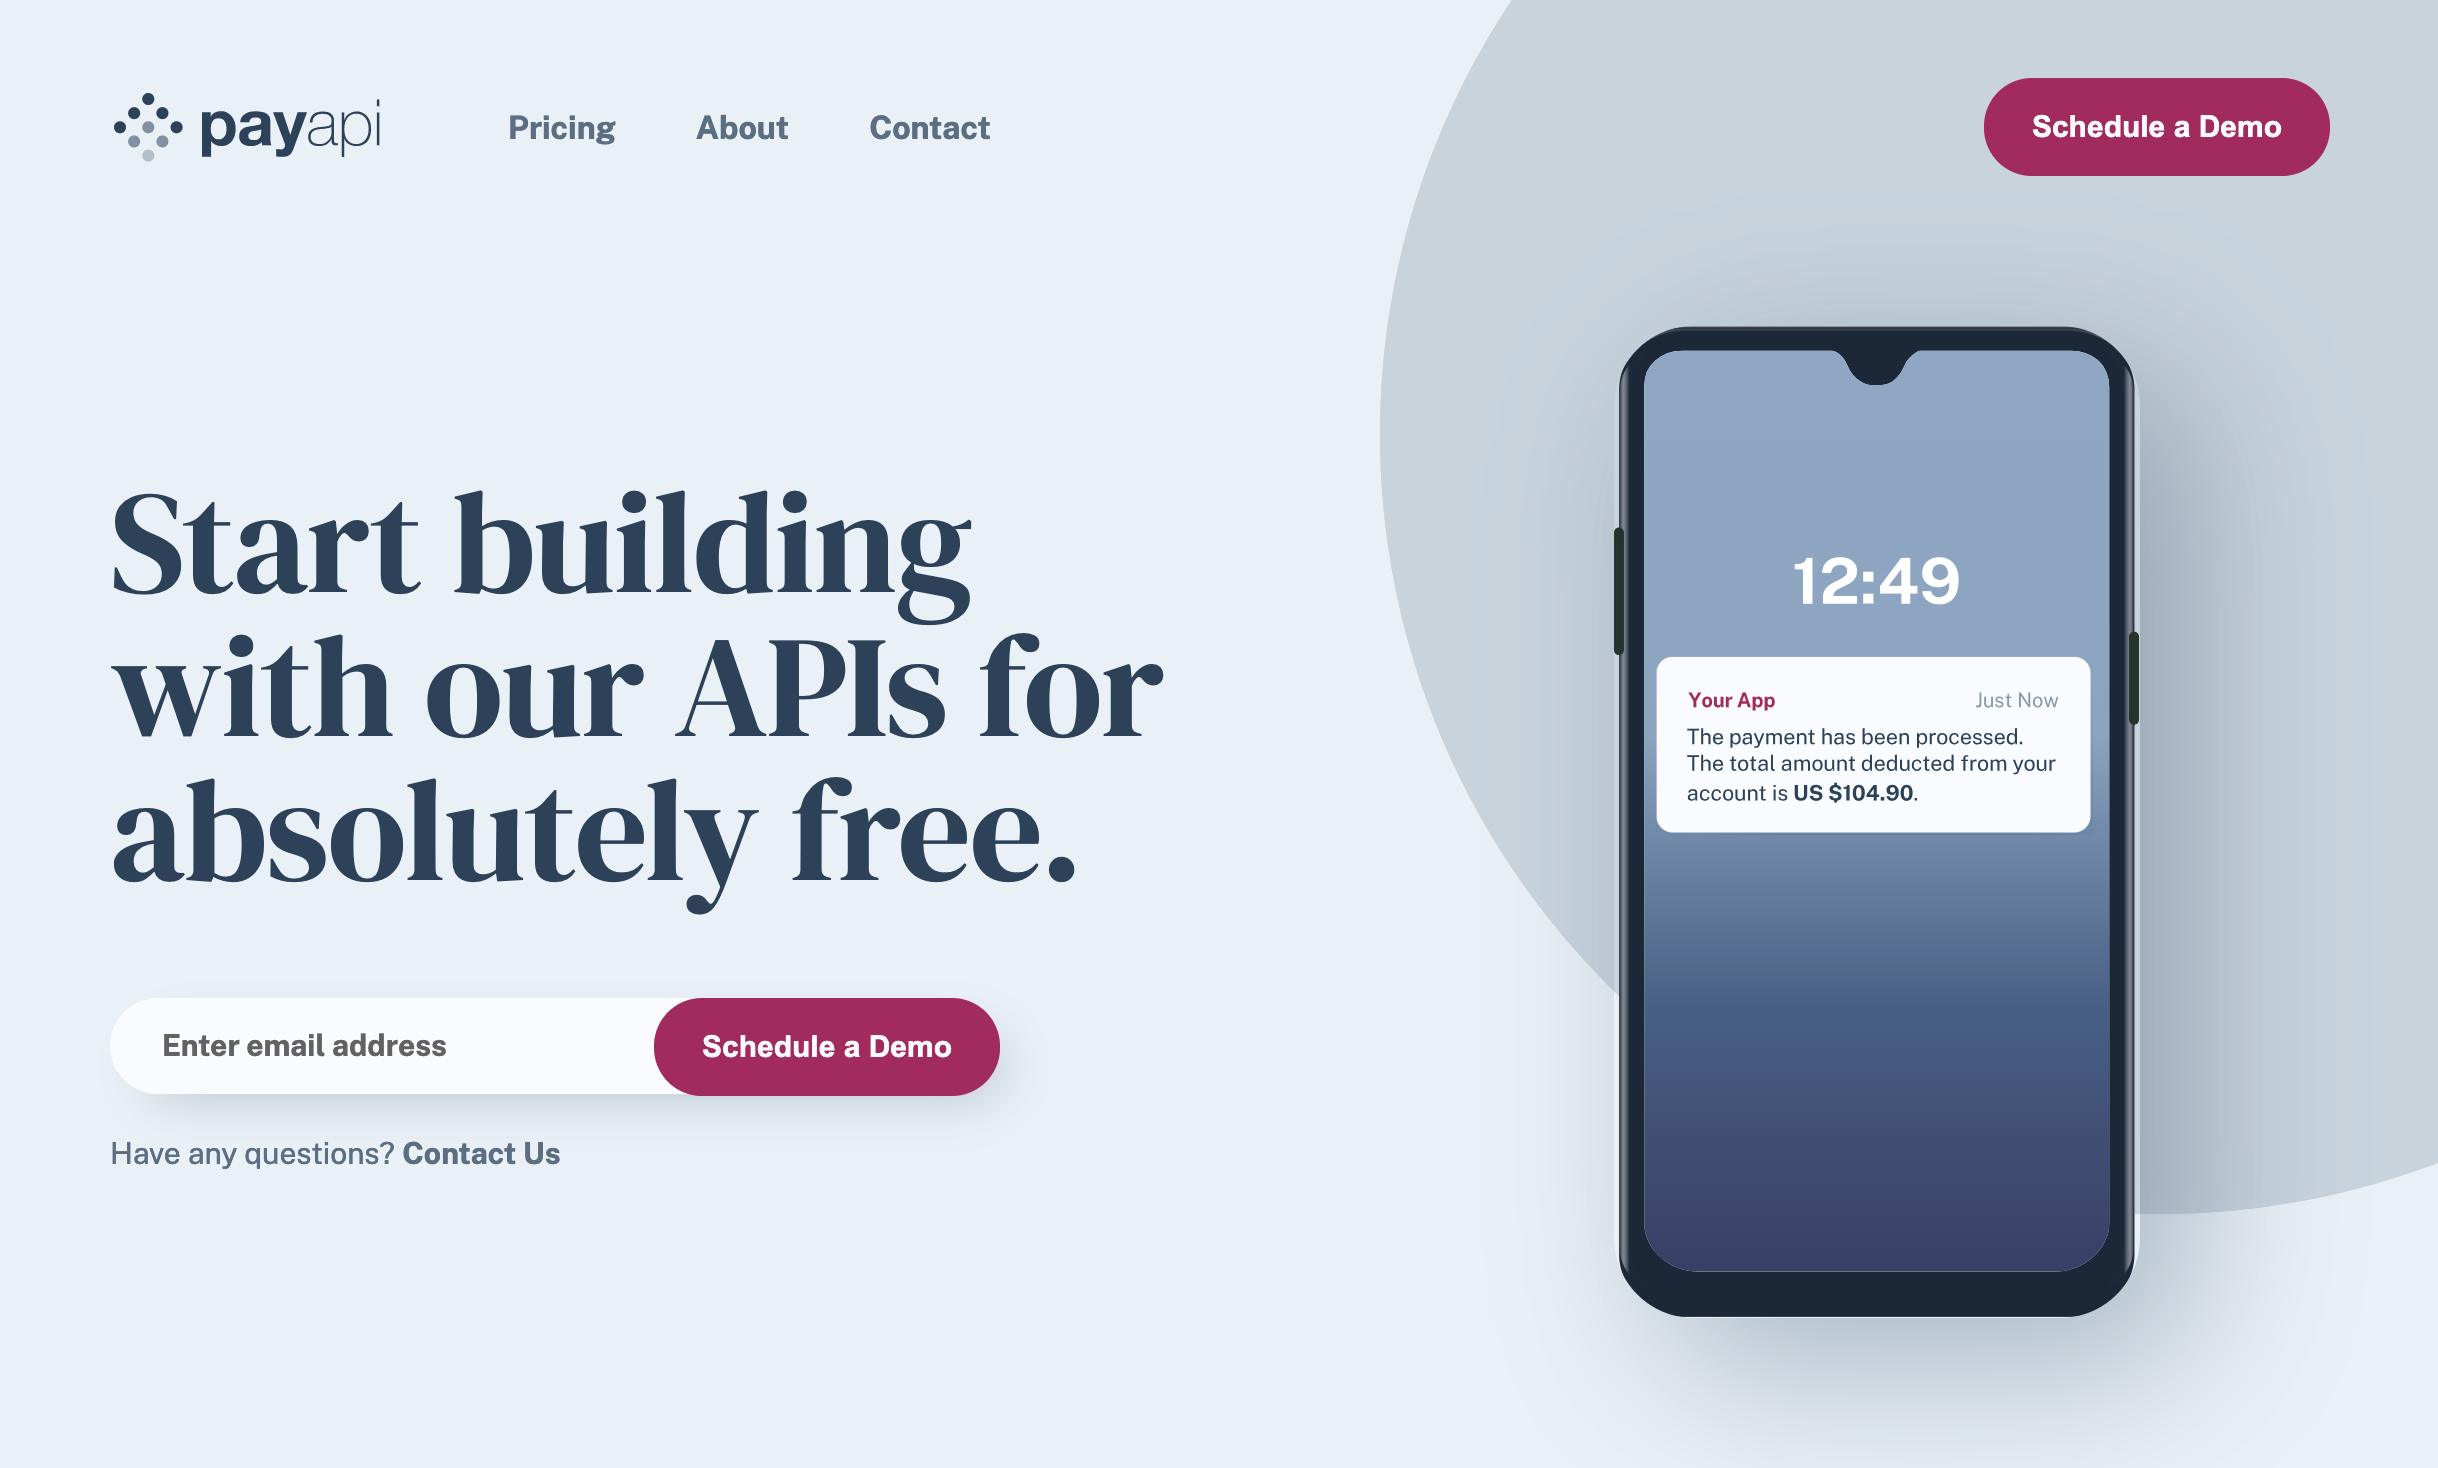 payapi
Pricing
About
Contact
Schedule a Demo
Start building
with our APIs for
absolutely free.
Enter email address
Schedule a Demo
Have any questions? Contact Us
12:49
Your App
Just Now
The payment has been processed.
The total amount deducted from your
account is US $104.90.